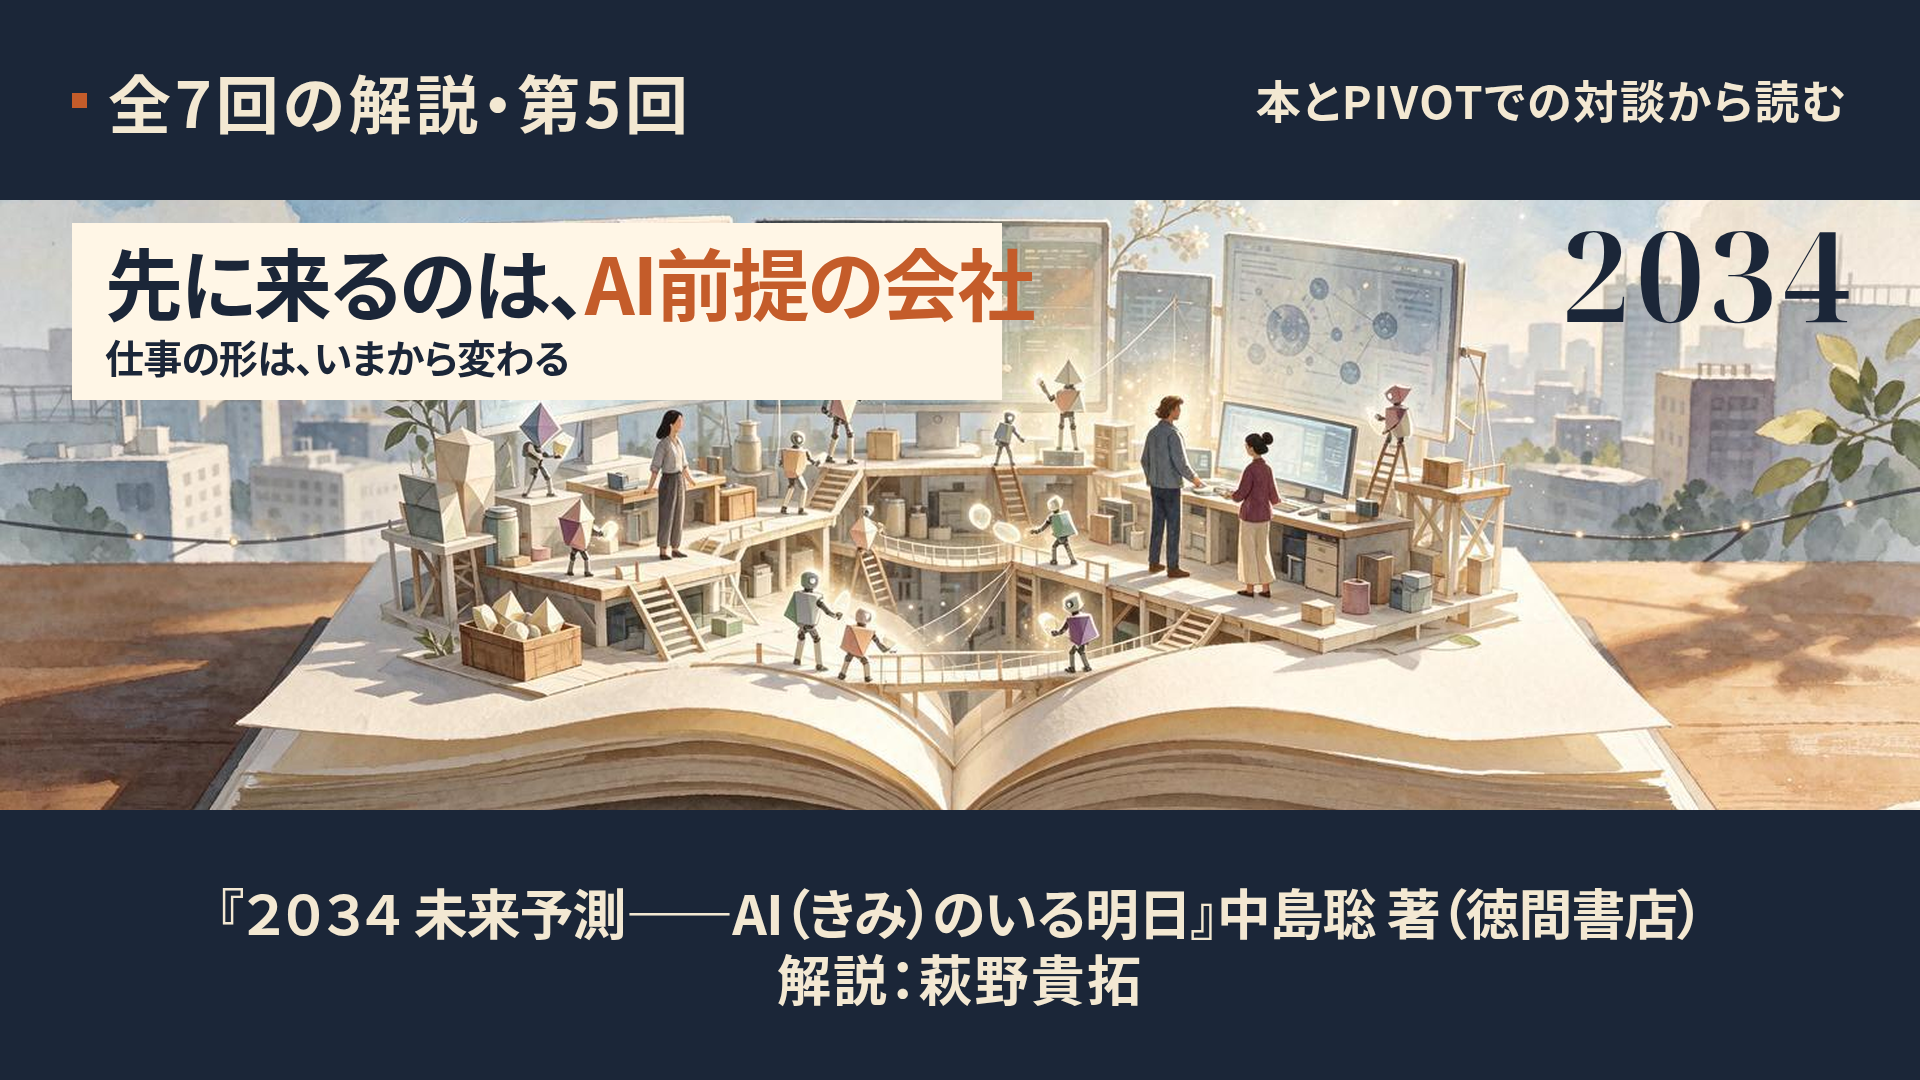 全7回の解説・第5回
本とPIVOTでの対談から読む
先に来るのは、AI前提の会社
仕事の形は、いまから変わる
2034
『２０３４ 未来予測――AI（きみ）のいる明日』中島聡 著（徳間書店）
解説：萩野貴拓